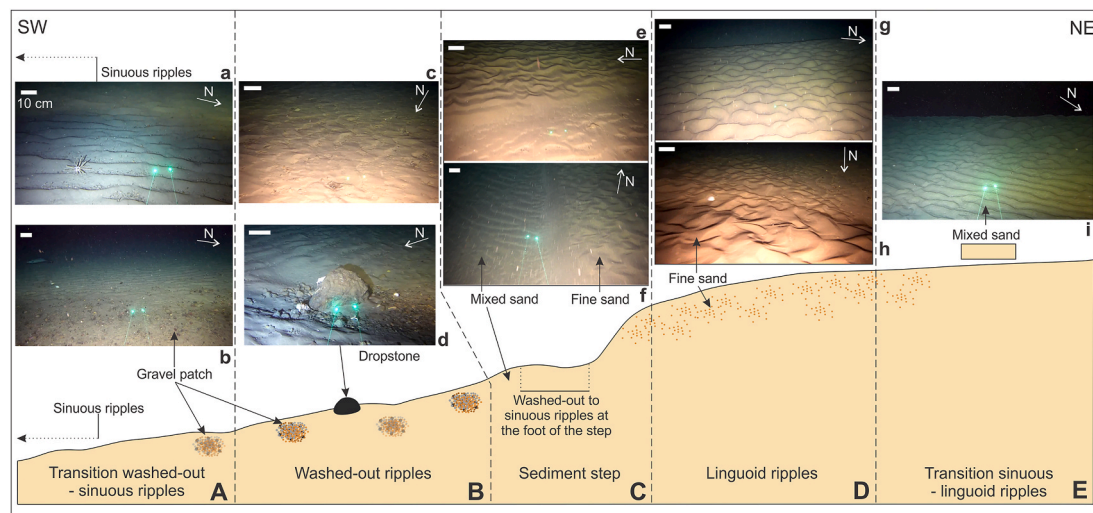 SW
NE
Sinuous ripples
a
N
10 cm
c
N
e
N
g
N
N
b
N
Gravel patch
Sinuous ripples
N
d
Dropstone
N
Mixed sand
Fine sand
f
N
h
Fine sand
Mixed sand
i
Washed-out to
sinuous ripples at
the foot of the step
Transition washed-out
- sinuous ripples
A
Washed-out ripples
B
Sediment step
C
Linguoid ripples
D
Transition sinuous
- linguoid ripples
E